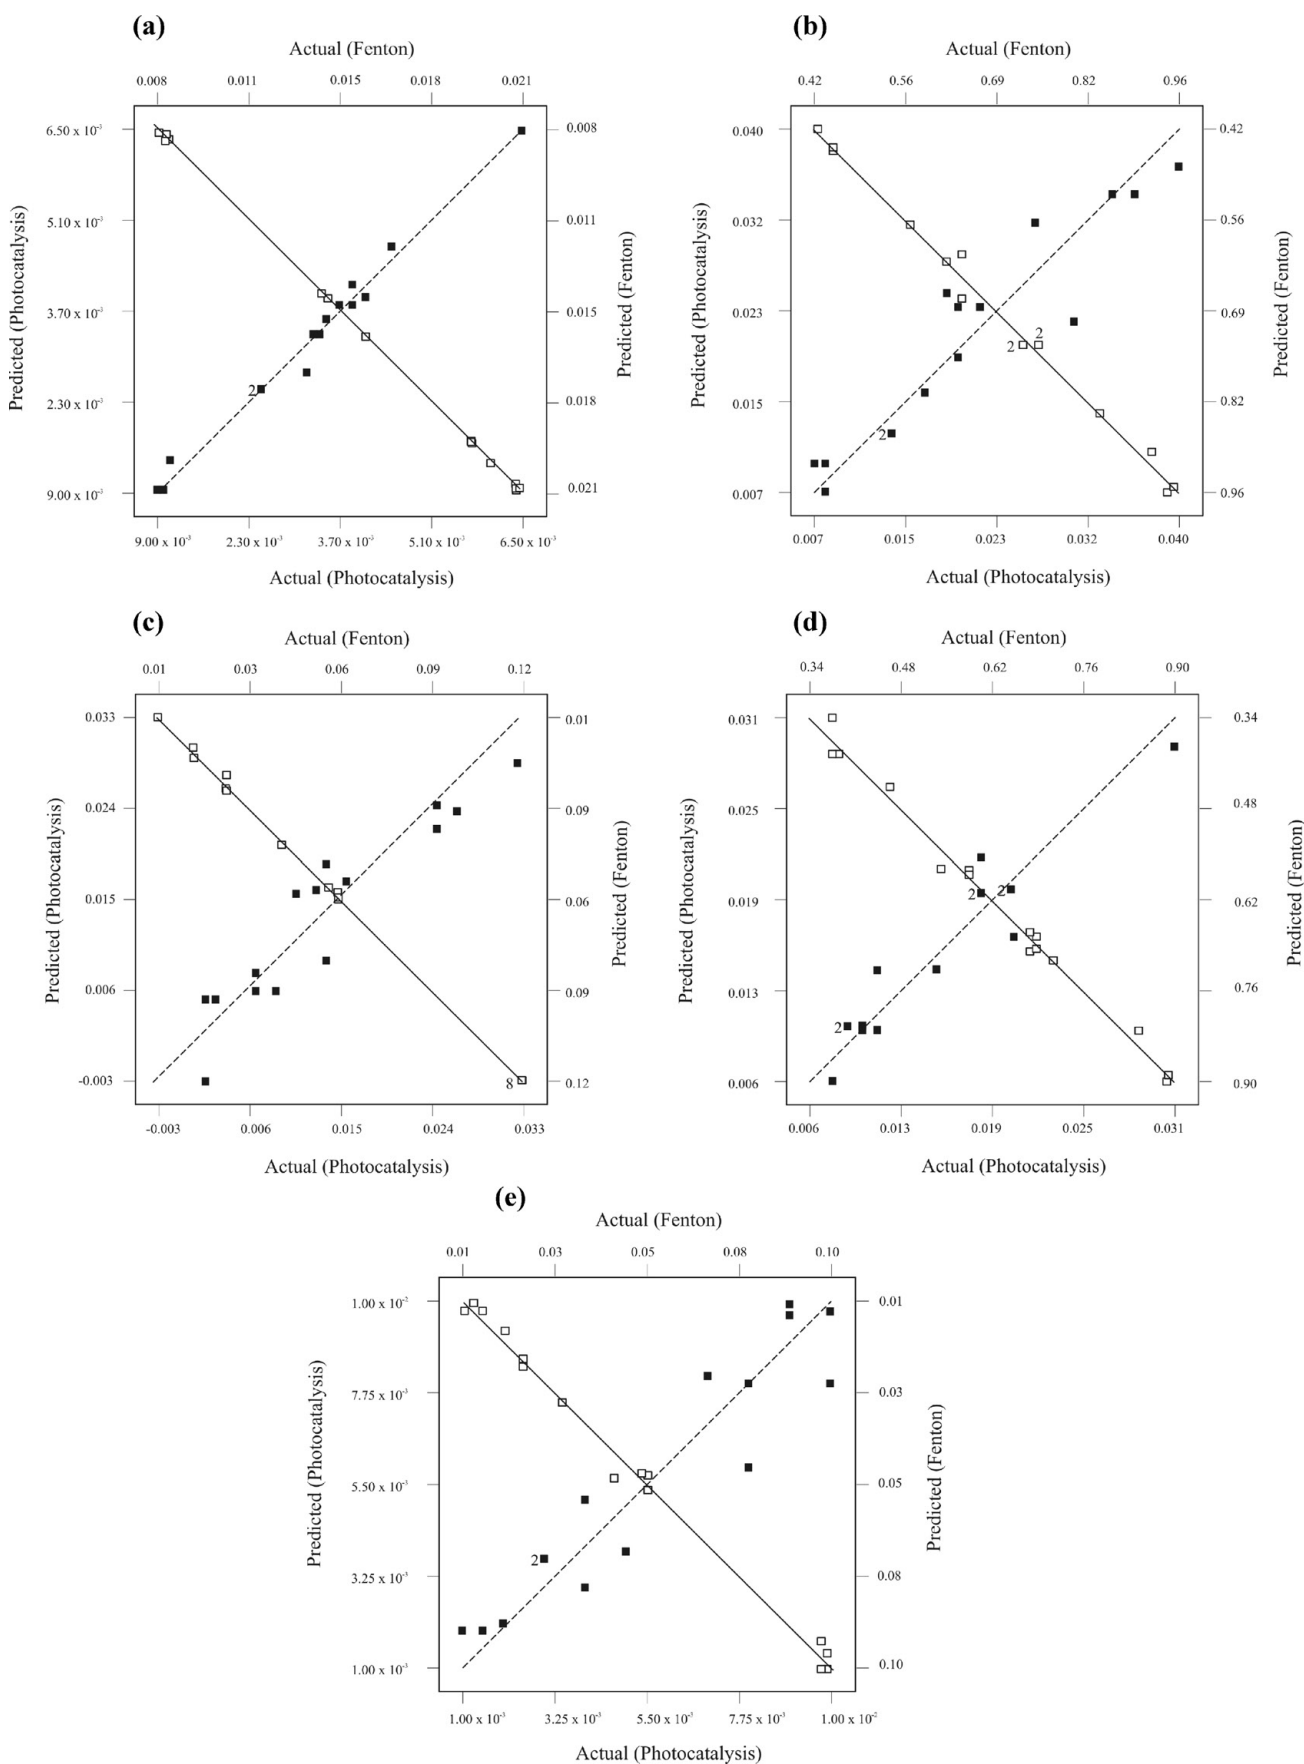 (a)
Actual (Fenton)
0.008 0.011 0.015 0.018 0.021
6.50 x 10⁻³
5.10 x 10⁻³
3.70 x 10⁻³
2.30 x 10⁻³
9.00 x 10⁻³
Predicted (Photocatalysis)
2
0.008
0.011
0.015
0.018
0.021
Predicted (Fenton)
9.00 x 10⁻³ 2.30 x 10⁻³ 3.70 x 10⁻³ 5.10 x 10⁻³ 6.50 x 10⁻³
Actual (Photocatalysis)
(b)
Actual (Fenton)
0.42 0.56 0.69 0.82 0.96
0.040
0.032
0.023
0.015
0.007
Predicted (Photocatalysis)
2
2
2
0.42
0.56
0.69
0.82
0.96
Predicted (Fenton)
0.007 0.015 0.023 0.032 0.040
Actual (Photocatalysis)
(c)
Actual (Fenton)
0.01 0.03 0.06 0.09 0.12
0.033
0.024
0.015
0.006
-0.003
Predicted (Photocatalysis)
8
0.01
0.09
0.06
0.09
0.12
Predicted (Fenton)
-0.003 0.006 0.015 0.024 0.033
Actual (Photocatalysis)
(d)
Actual (Fenton)
0.34 0.48 0.62 0.76 0.90
0.031
0.025
0.019
0.013
0.006
Predicted (Photocatalysis)
2 2
2
0.34
0.48
0.62
0.76
0.90
Predicted (Fenton)
0.006 0.013 0.019 0.025 0.031
Actual (Photocatalysis)
(e)
Actual (Fenton)
0.01 0.03 0.05 0.08 0.10
1.00 x 10⁻²
7.75 x 10⁻³
5.50 x 10⁻³
3.25 x 10⁻³
1.00 x 10⁻³
Predicted (Photocatalysis)
2
0.01
0.03
0.05
0.08
0.10
Predicted (Fenton)
1.00 x 10⁻³ 3.25 x 10⁻³ 5.50 x 10⁻³ 7.75 x 10⁻³ 1.00 x 10⁻²
Actual (Photocatalysis)